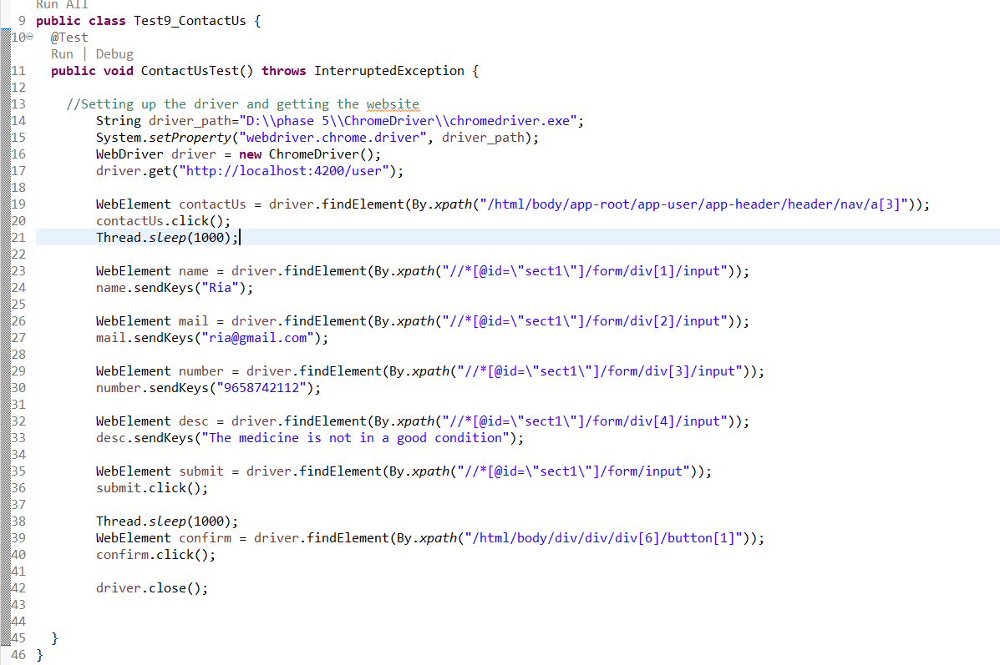 Run All
9 public class Test9_ContactUs {
10 @Test
Run | Debug
11 public void ContactUsTest() throws InterruptedException {
12
13 //Setting up the driver and getting the website
14 String driver_path="D:\\phase 5\\ChromeDriver\\chromedriver.exe";
15 System.setProperty("webdriver.chrome.driver", driver_path);
16 WebDriver driver = new ChromeDriver();
17 driver.get("http://localhost:4200/user");
18
19 WebElement contactUs = driver.findElement(By.xpath("/html/body/app-root/app-user/app-header/header/nav/a[3]"));
20 contactUs.click();
21 Thread.sleep(1000);
22
23 WebElement name = driver.findElement(By.xpath("//*[@id=\"sect1\"]/form/div[1]/input"));
24 name.sendKeys("Ria");
25
26 WebElement mail = driver.findElement(By.xpath("//*[@id=\"sect1\"]/form/div[2]/input"));
27 mail.sendKeys("ria@gmail.com");
28
29 WebElement number = driver.findElement(By.xpath("//*[@id=\"sect1\"]/form/div[3]/input"));
30 number.sendKeys("9658742112");
31
32 WebElement desc = driver.findElement(By.xpath("//*[@id=\"sect1\"]/form/div[4]/input"));
33 desc.sendKeys("The medicine is not in a good condition");
34
35 WebElement submit = driver.findElement(By.xpath("//*[@id=\"sect1\"]/form/input"));
36 submit.click();
37
38 Thread.sleep(1000);
39 WebElement confirm = driver.findElement(By.xpath("/html/body/div/div/div[6]/button[1]"));
40 confirm.click();
41
42 driver.close();
43
44
45 }
46 }